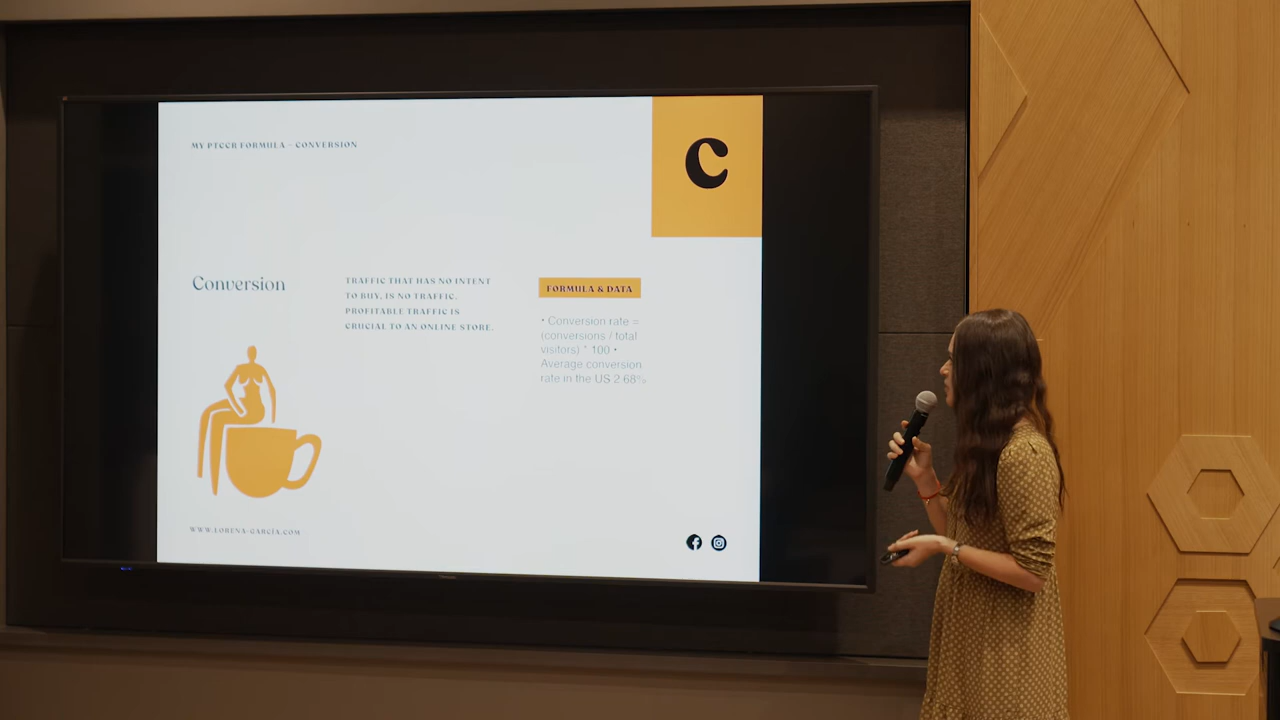 MY PTCCR FORMULA - CONVERSION
C
Conversion
TRAFFIC THAT HAS NO INTENT
TO BUY, IS NO TRAFFIC.
PROFITABLE TRAFFIC IS
CRUCIAL TO AN ONLINE STORE.
FORMULA & DATA
• Conversion rate =
(conversions / total
visitors) * 100 •
Average conversion
rate in the US 2.68%
WWW.LORENA-GARCÍA.COM